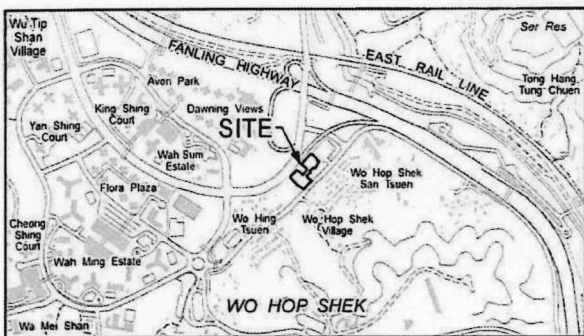 Wu Tip
Shan
Village
Ser Res
FANLING HIGHWAY
EAST RAIL LINE
Avon Park
Tong Hang
Tung Chuen
King Shing
Court
Dawning Views
SITE
Yan Shing
Court
Wah Sum
Estate
Wo Hop Shek
San Tsuen
Flora Plaza
Wo Hing
Tsuen
Wo Hop Shek
Village
Cheong
Shing
Court
Wah Ming Estate
WO HOP SHEK
Wa Mei Shan